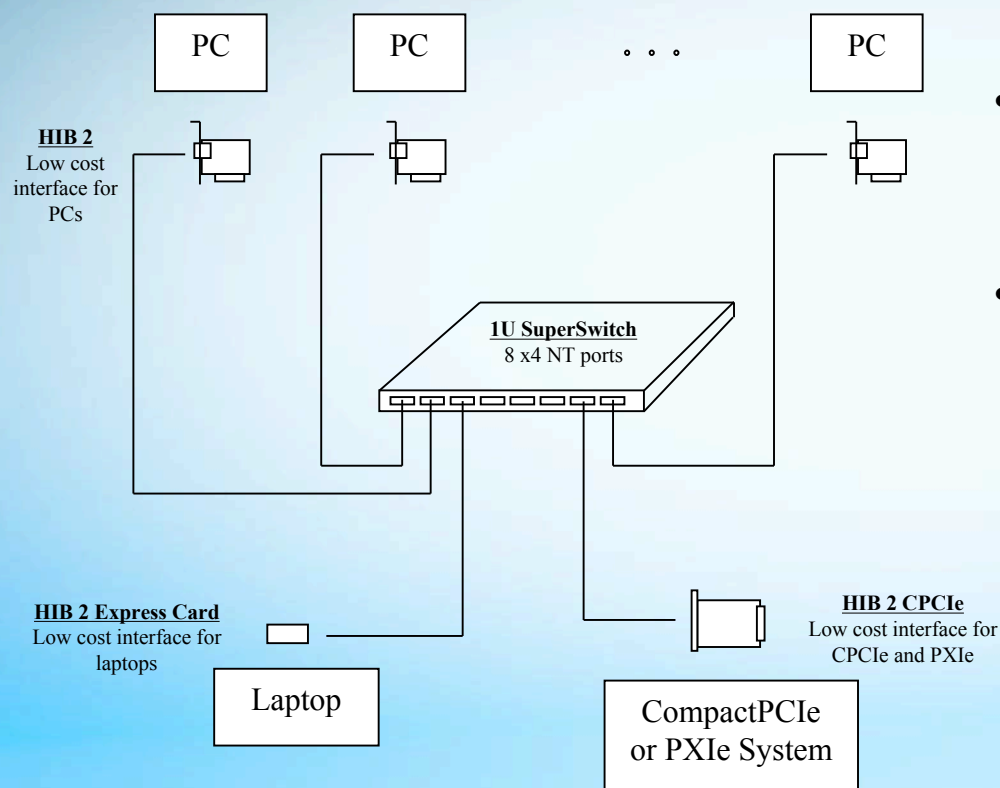 PC
PC
PC
HIB 2
Low cost
interface for
PCs
1U SuperSwitch
8 x4 NT ports
HIB 2 Express Card
Low cost interface for
laptops
HIB 2 CPCIe
Low cost interface for
CPCIe and PXIe
Laptop
CompactPCIe
or PXIe System